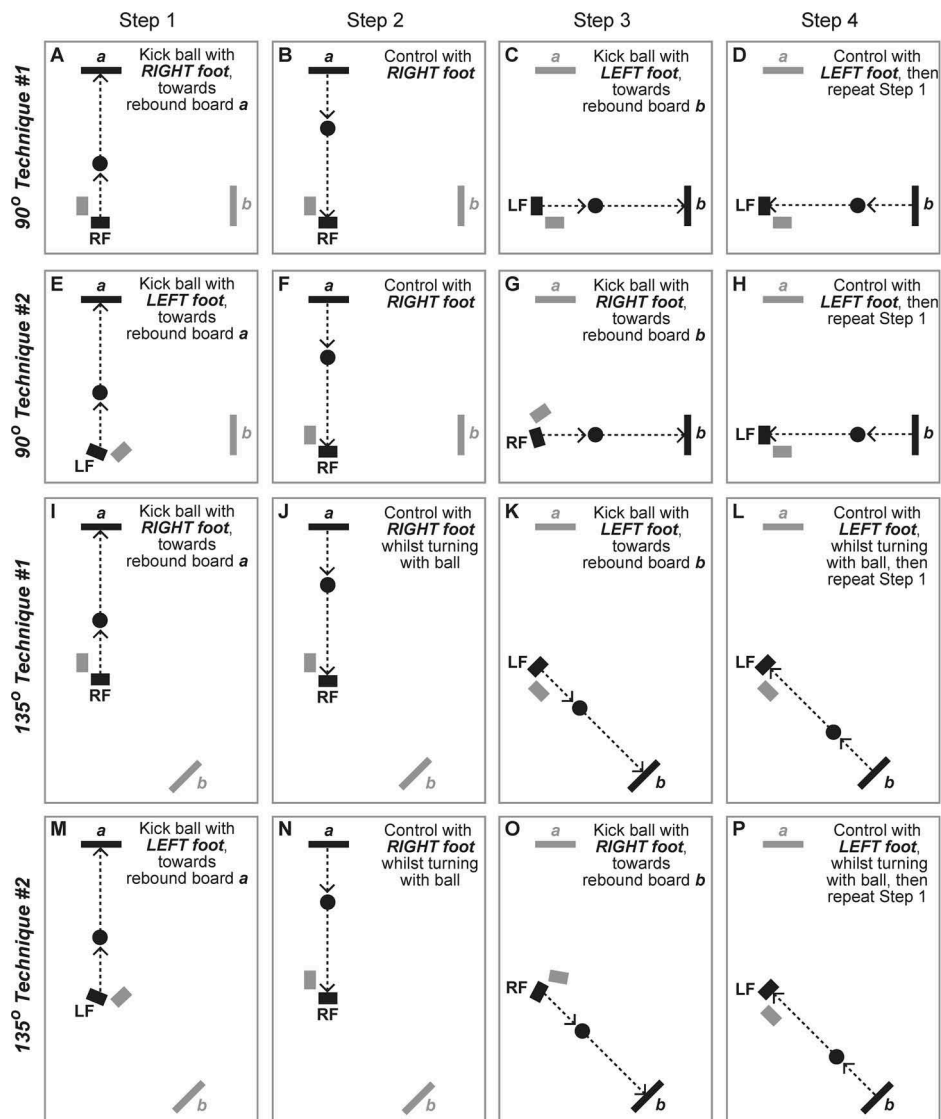 Step 1
Step 2
Step 3
Step 4
90° Technique #1
A
a
Kick ball with
RIGHT foot,
towards
rebound board a
b
RF
B
a
Control with
RIGHT foot
b
RF
C
a
Kick ball with
LEFT foot,
towards
rebound board b
LF
b
D
a
Control with
LEFT foot, then
repeat Step 1
LF
b
90° Technique #2
E
a
Kick ball with
LEFT foot,
towards
rebound board a
b
LF
F
a
Control with
RIGHT foot
b
RF
G
a
Kick ball with
RIGHT foot,
towards
rebound board b
RF
b
H
a
Control with
LEFT foot, then
repeat Step 1
LF
b
135° Technique #1
I
a
Kick ball with
RIGHT foot,
towards
rebound board a
RF
b
J
a
Control with
RIGHT foot
whilst turning
with ball
RF
b
K
a
Kick ball with
LEFT foot,
towards
rebound board b
LF
b
L
a
Control with
LEFT foot,
whilst turning
with ball, then
repeat Step 1
LF
b
135° Technique #2
M
a
Kick ball with
LEFT foot,
towards
rebound board a
LF
b
N
a
Control with
RIGHT foot
whilst turning
with ball
RF
b
O
a
Kick ball with
RIGHT foot,
towards
rebound board b
RF
b
P
a
Control with
LEFT foot,
whilst turning
with ball, then
repeat Step 1
LF
b